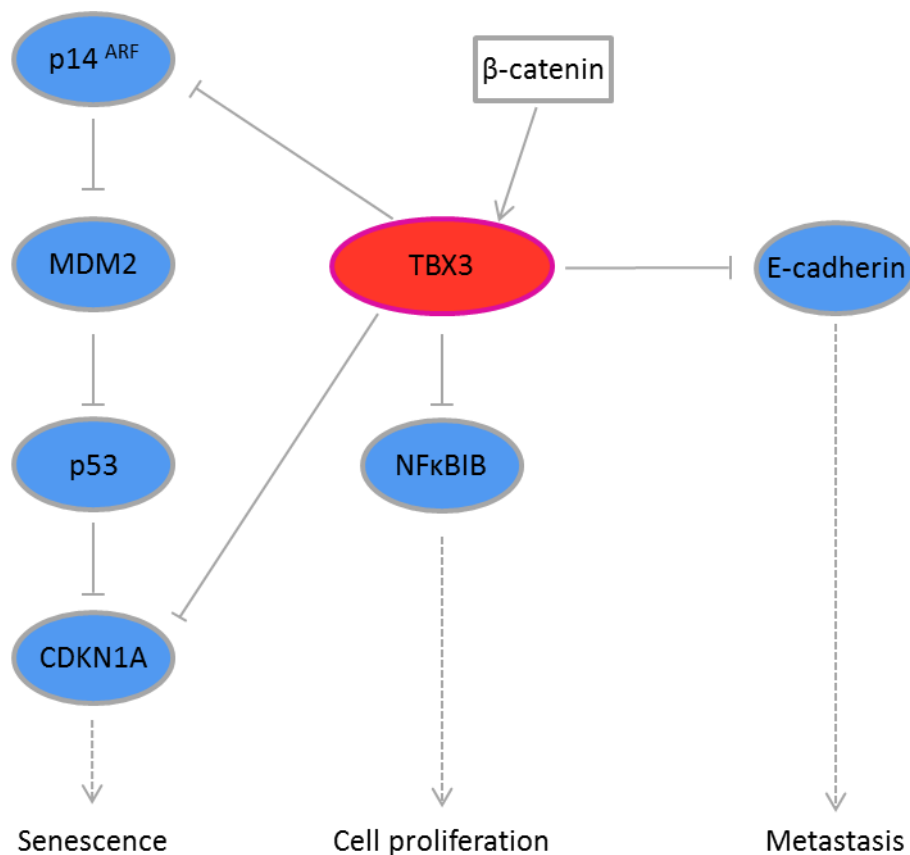 p14 ARF
β-catenin
MDM2
TBX3
E-cadherin
p53
NFκBIB
CDKN1A
Senescence
Cell proliferation
Metastasis